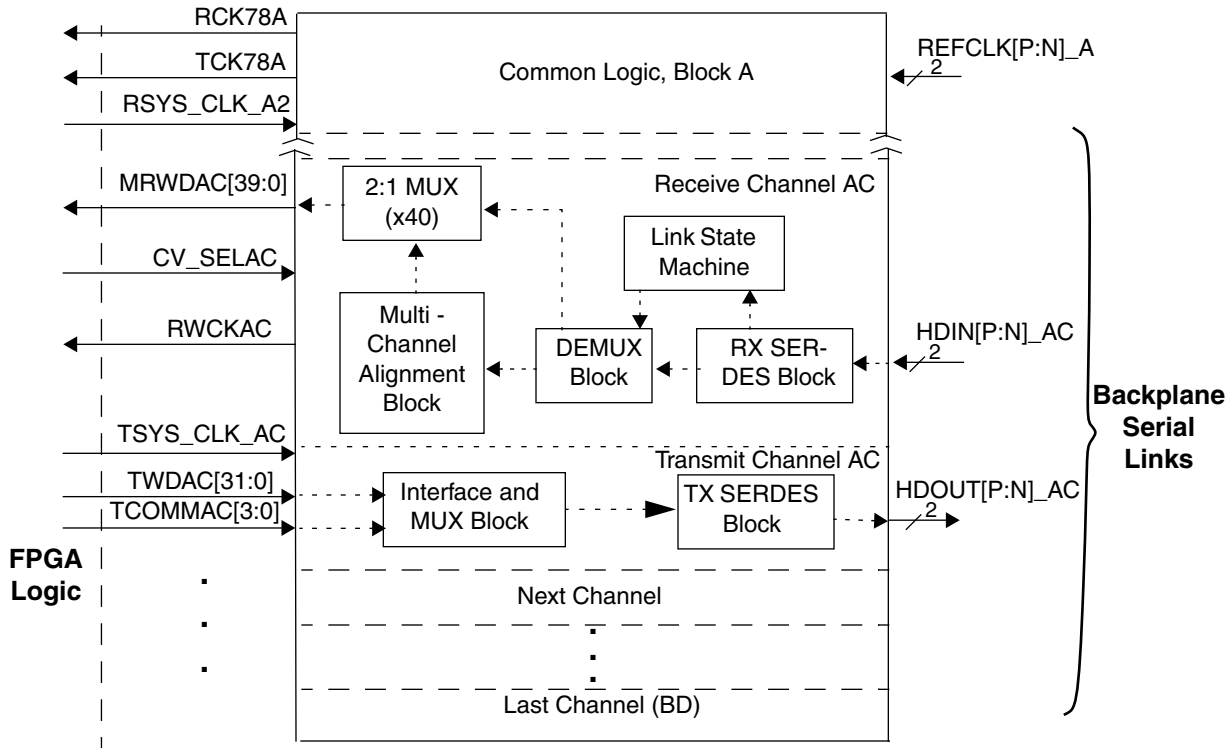 RCK78A
TCK78A
RSYS_CLK_A2
Common Logic, Block A
REFCLK[P:N]_A
2
MRWDAC[39:0]
CV_SELAC
RWCKAC
2:1 MUX
(x40)
Receive Channel AC
Link State
Machine
Multi -
Channel
Alignment
Block
DEMUX
Block
RX SER-
DES Block
HDIN[P:N]_AC
2
Backplane
Serial
Links
TSYS_CLK_AC
TWDAC[31:0]
TCOMMAC[3:0]
Transmit Channel AC
Interface and
MUX Block
TX SERDES
Block
HDOUT[P:N]_AC
2
FPGA
Logic
Next Channel
Last Channel (BD)